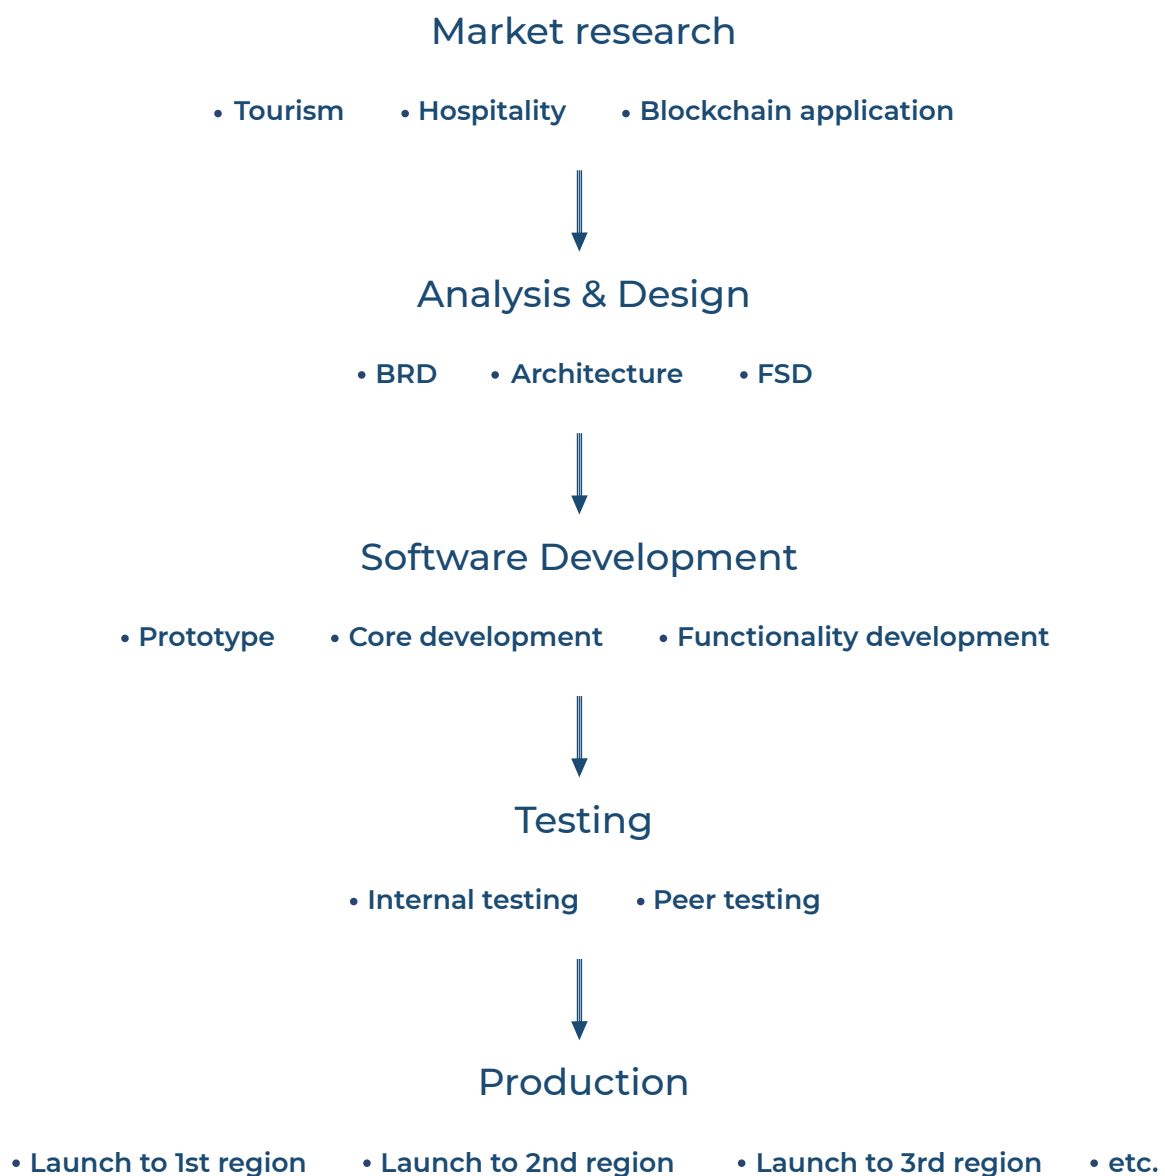 Market research
• Tourism • Hospitality • Blockchain application
Analysis & Design
• BRD • Architecture • FSD
Software Development
• Prototype • Core development • Functionality development
Testing
• Internal testing • Peer testing
Production
• Launch to 1st region • Launch to 2nd region • Launch to 3rd region • etc.